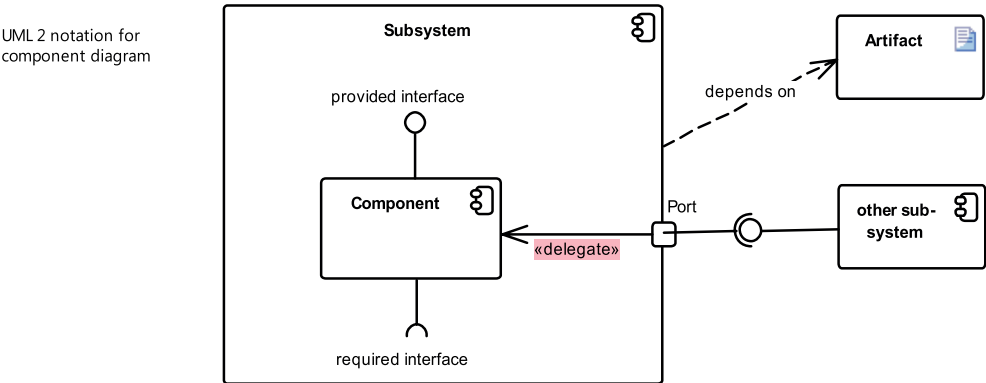 UML 2 notation for
component diagram
Subsystem
Artifact
depends on
provided interface
Component
Port
other sub-
system
«delegate»
required interface